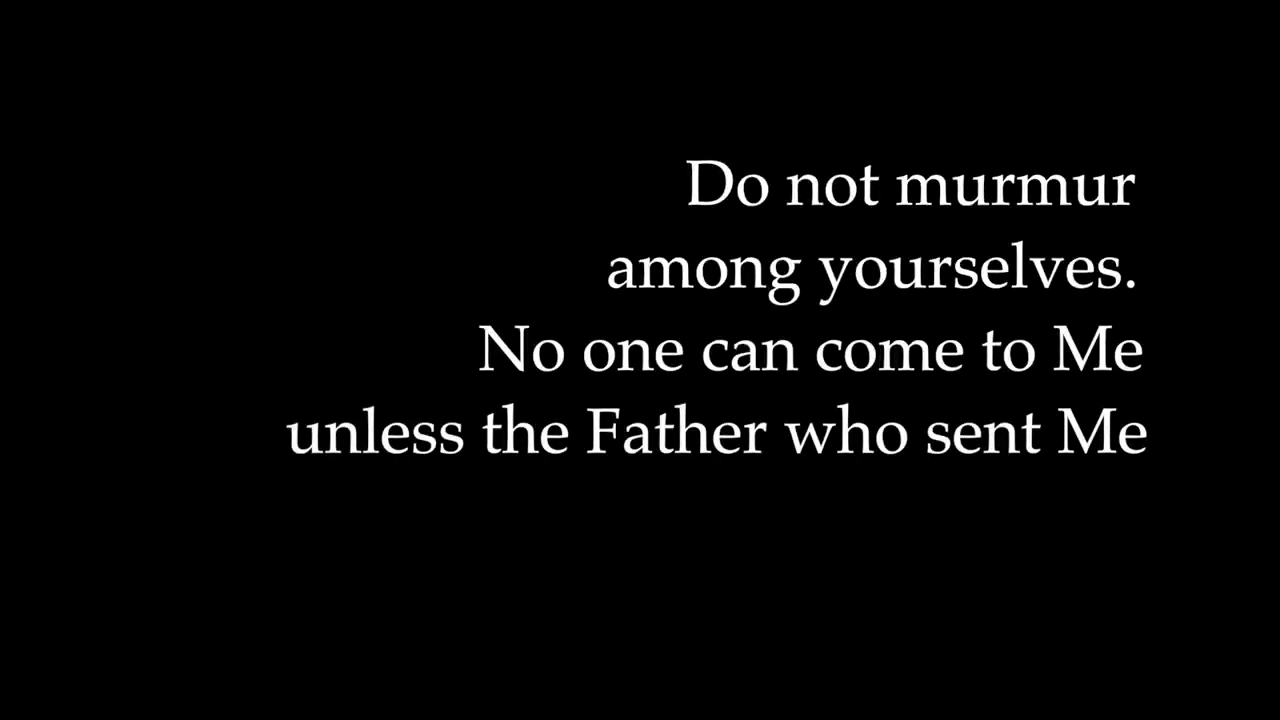 Do not murmur
among yourselves.
No one can come to Me
unless the Father who sent Me